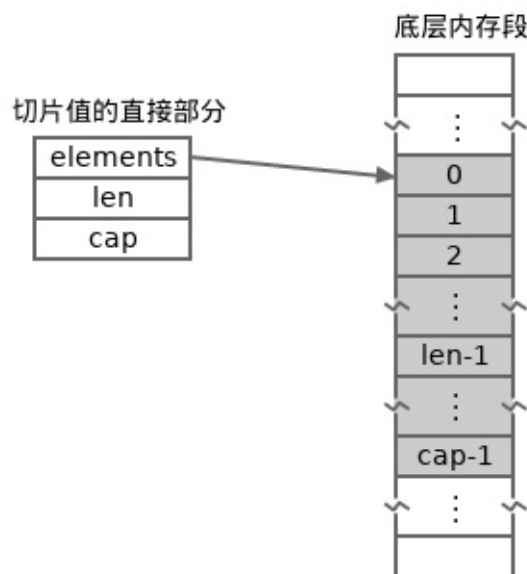 底层内存段
切片值的直接部分
elements
len
cap
⋮
0
1
2
⋮
len-1
⋮
cap-1
⋮